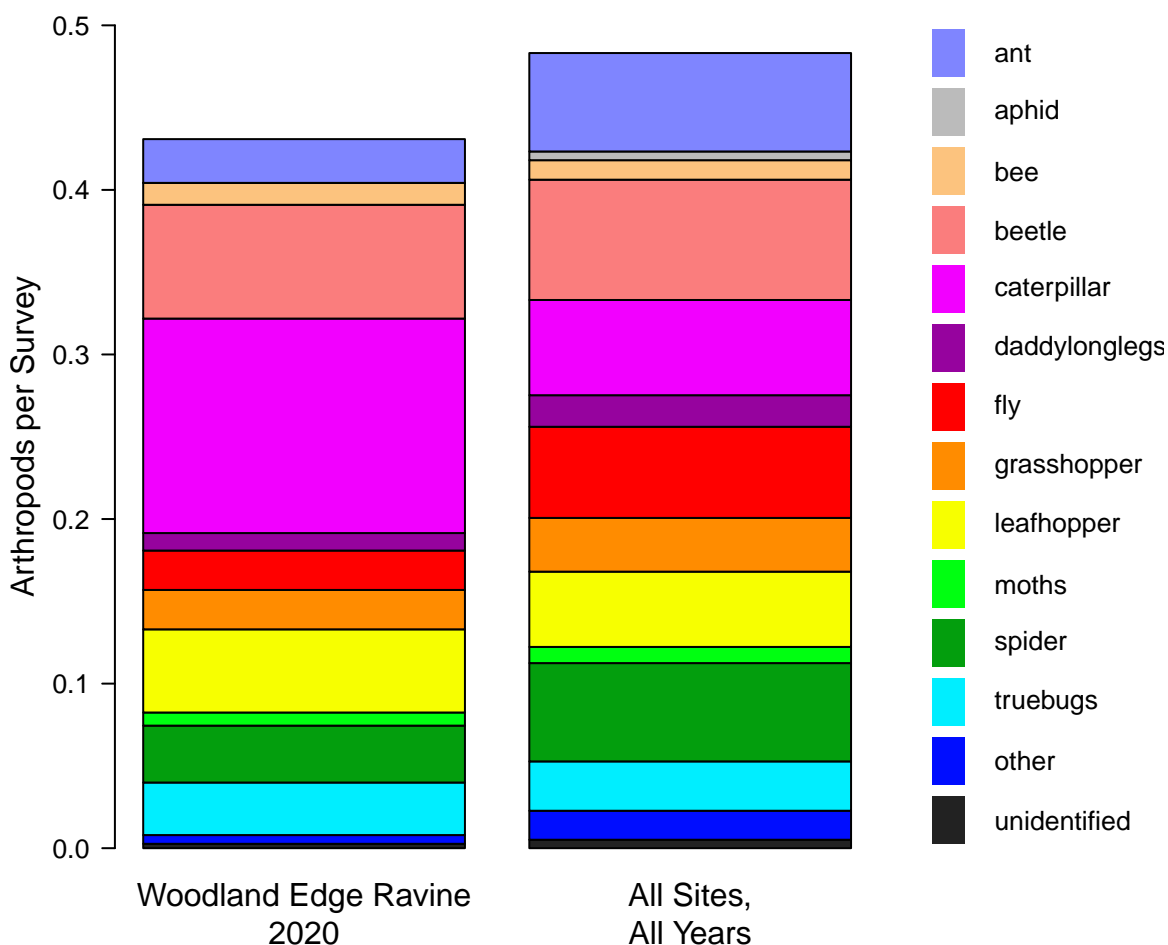 Arthropods per Survey
0.5
0.4
0.3
0.2
0.1
0.0
Woodland Edge Ravine
2020
All Sites,
All Years
ant
aphid
bee
beetle
caterpillar
daddylonglegs
fly
grasshopper
leafhopper
moths
spider
truebugs
other
unidentified